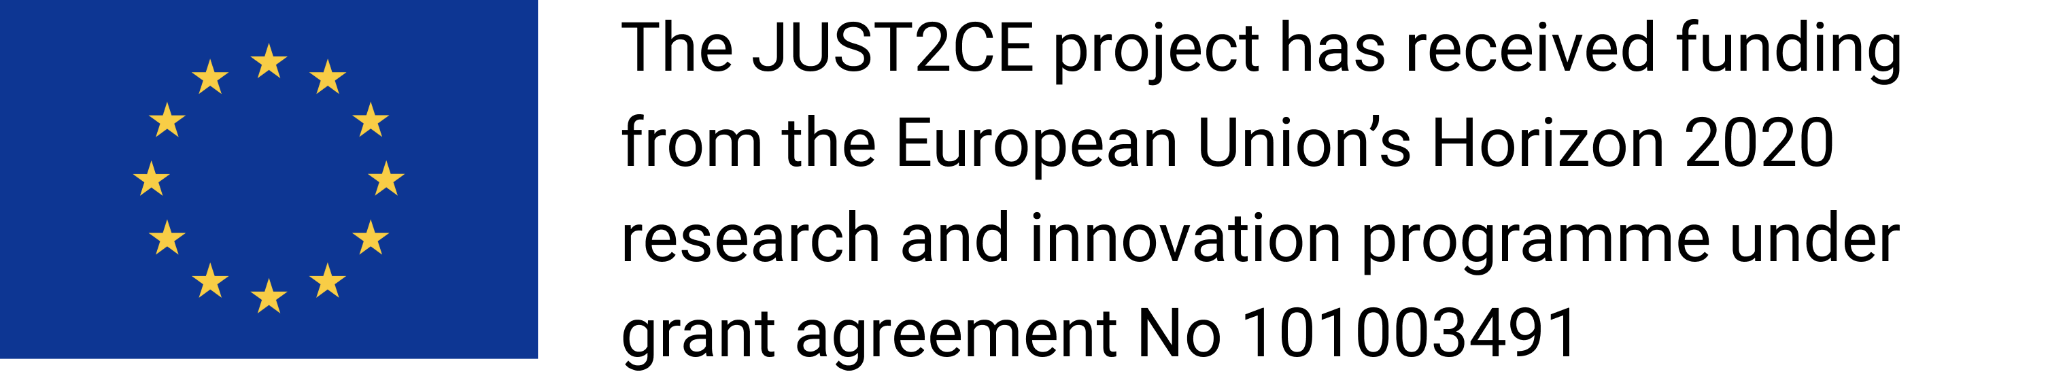 The JUST2CE project has received funding
from the European Union’s Horizon 2020
research and innovation programme under
grant agreement No 101003491